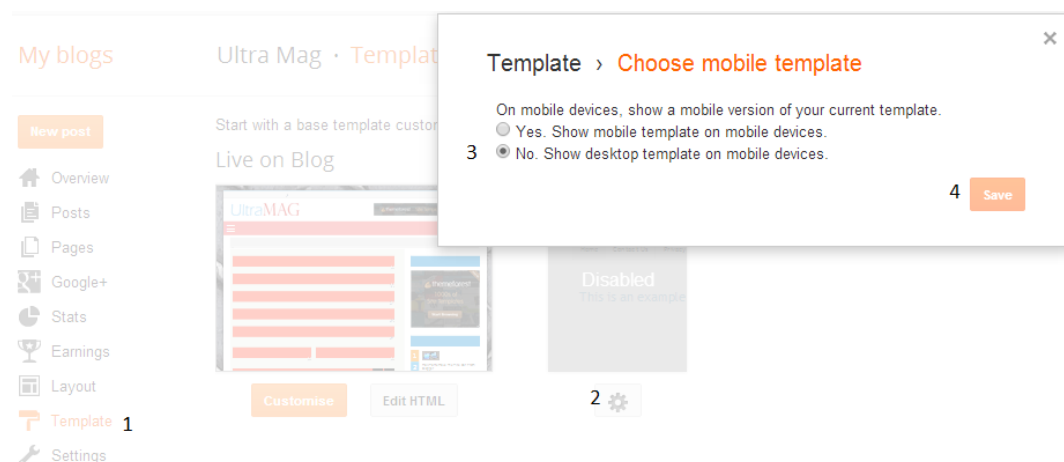 My blogs
Ultra Mag · Templat
Template › Choose mobile template
On mobile devices, show a mobile version of your current template.
Yes. Show mobile template on mobile devices.
3 No. Show desktop template on mobile devices.
4 Save
New post
Start with a base template custor
Live on Blog
Overview
Posts
Pages
Google+
Stats
Earnings
Layout
Template 1
Settings
UltraMAG
themeforest
Disabled
This is an example
Customise
Edit HTML
2